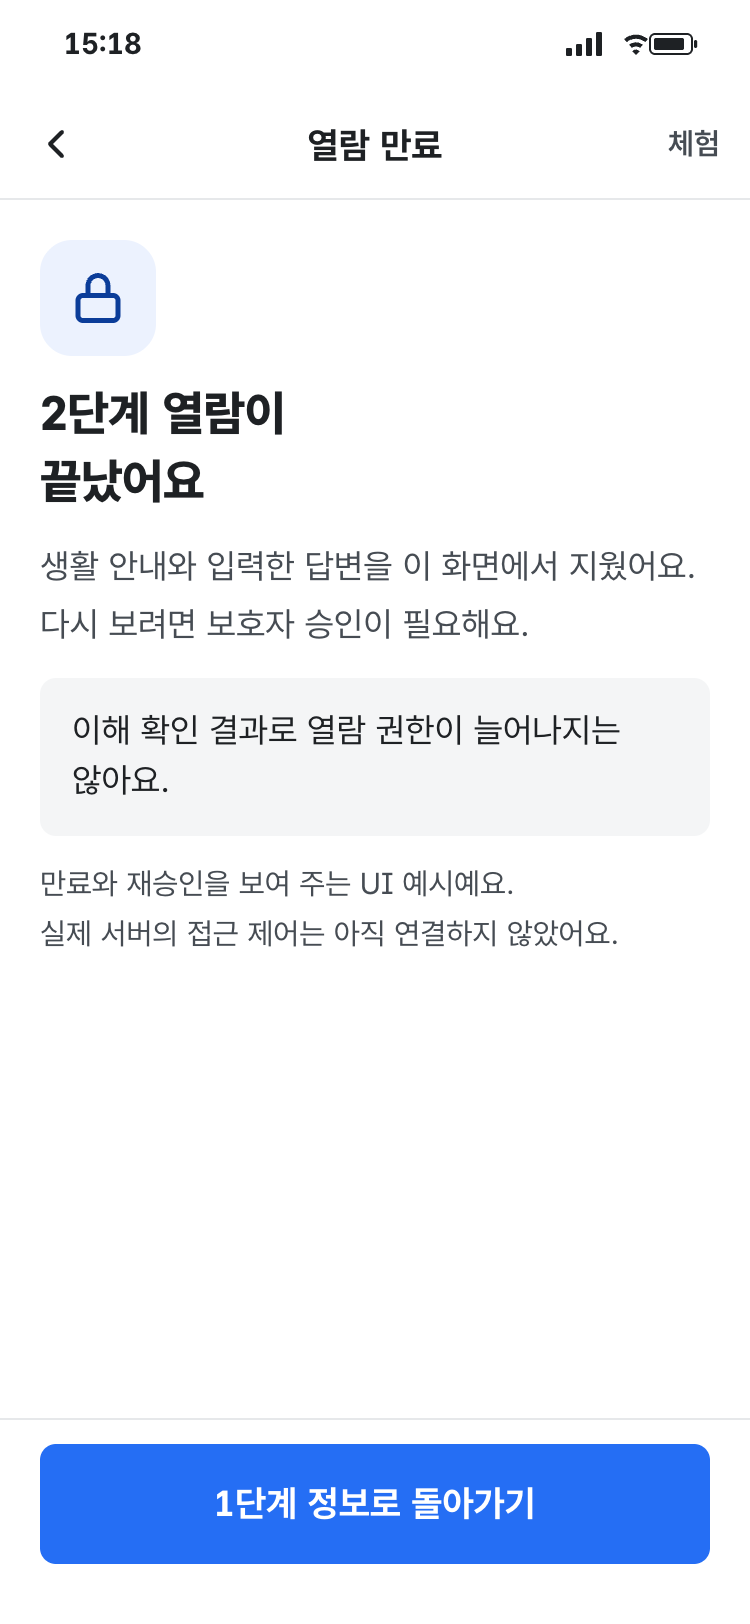 15:18
열람 만료
체험
2단계 열람이
끝났어요
생활 안내와 입력한 답변을 이 화면에서 지웠어요.
다시 보려면 보호자 승인이 필요해요.
이해 확인 결과로 열람 권한이 늘어나지는
않아요.
만료와 재승인을 보여 주는 UI 예시예요.
실제 서버의 접근 제어는 아직 연결하지 않았어요.
1단계 정보로 돌아가기